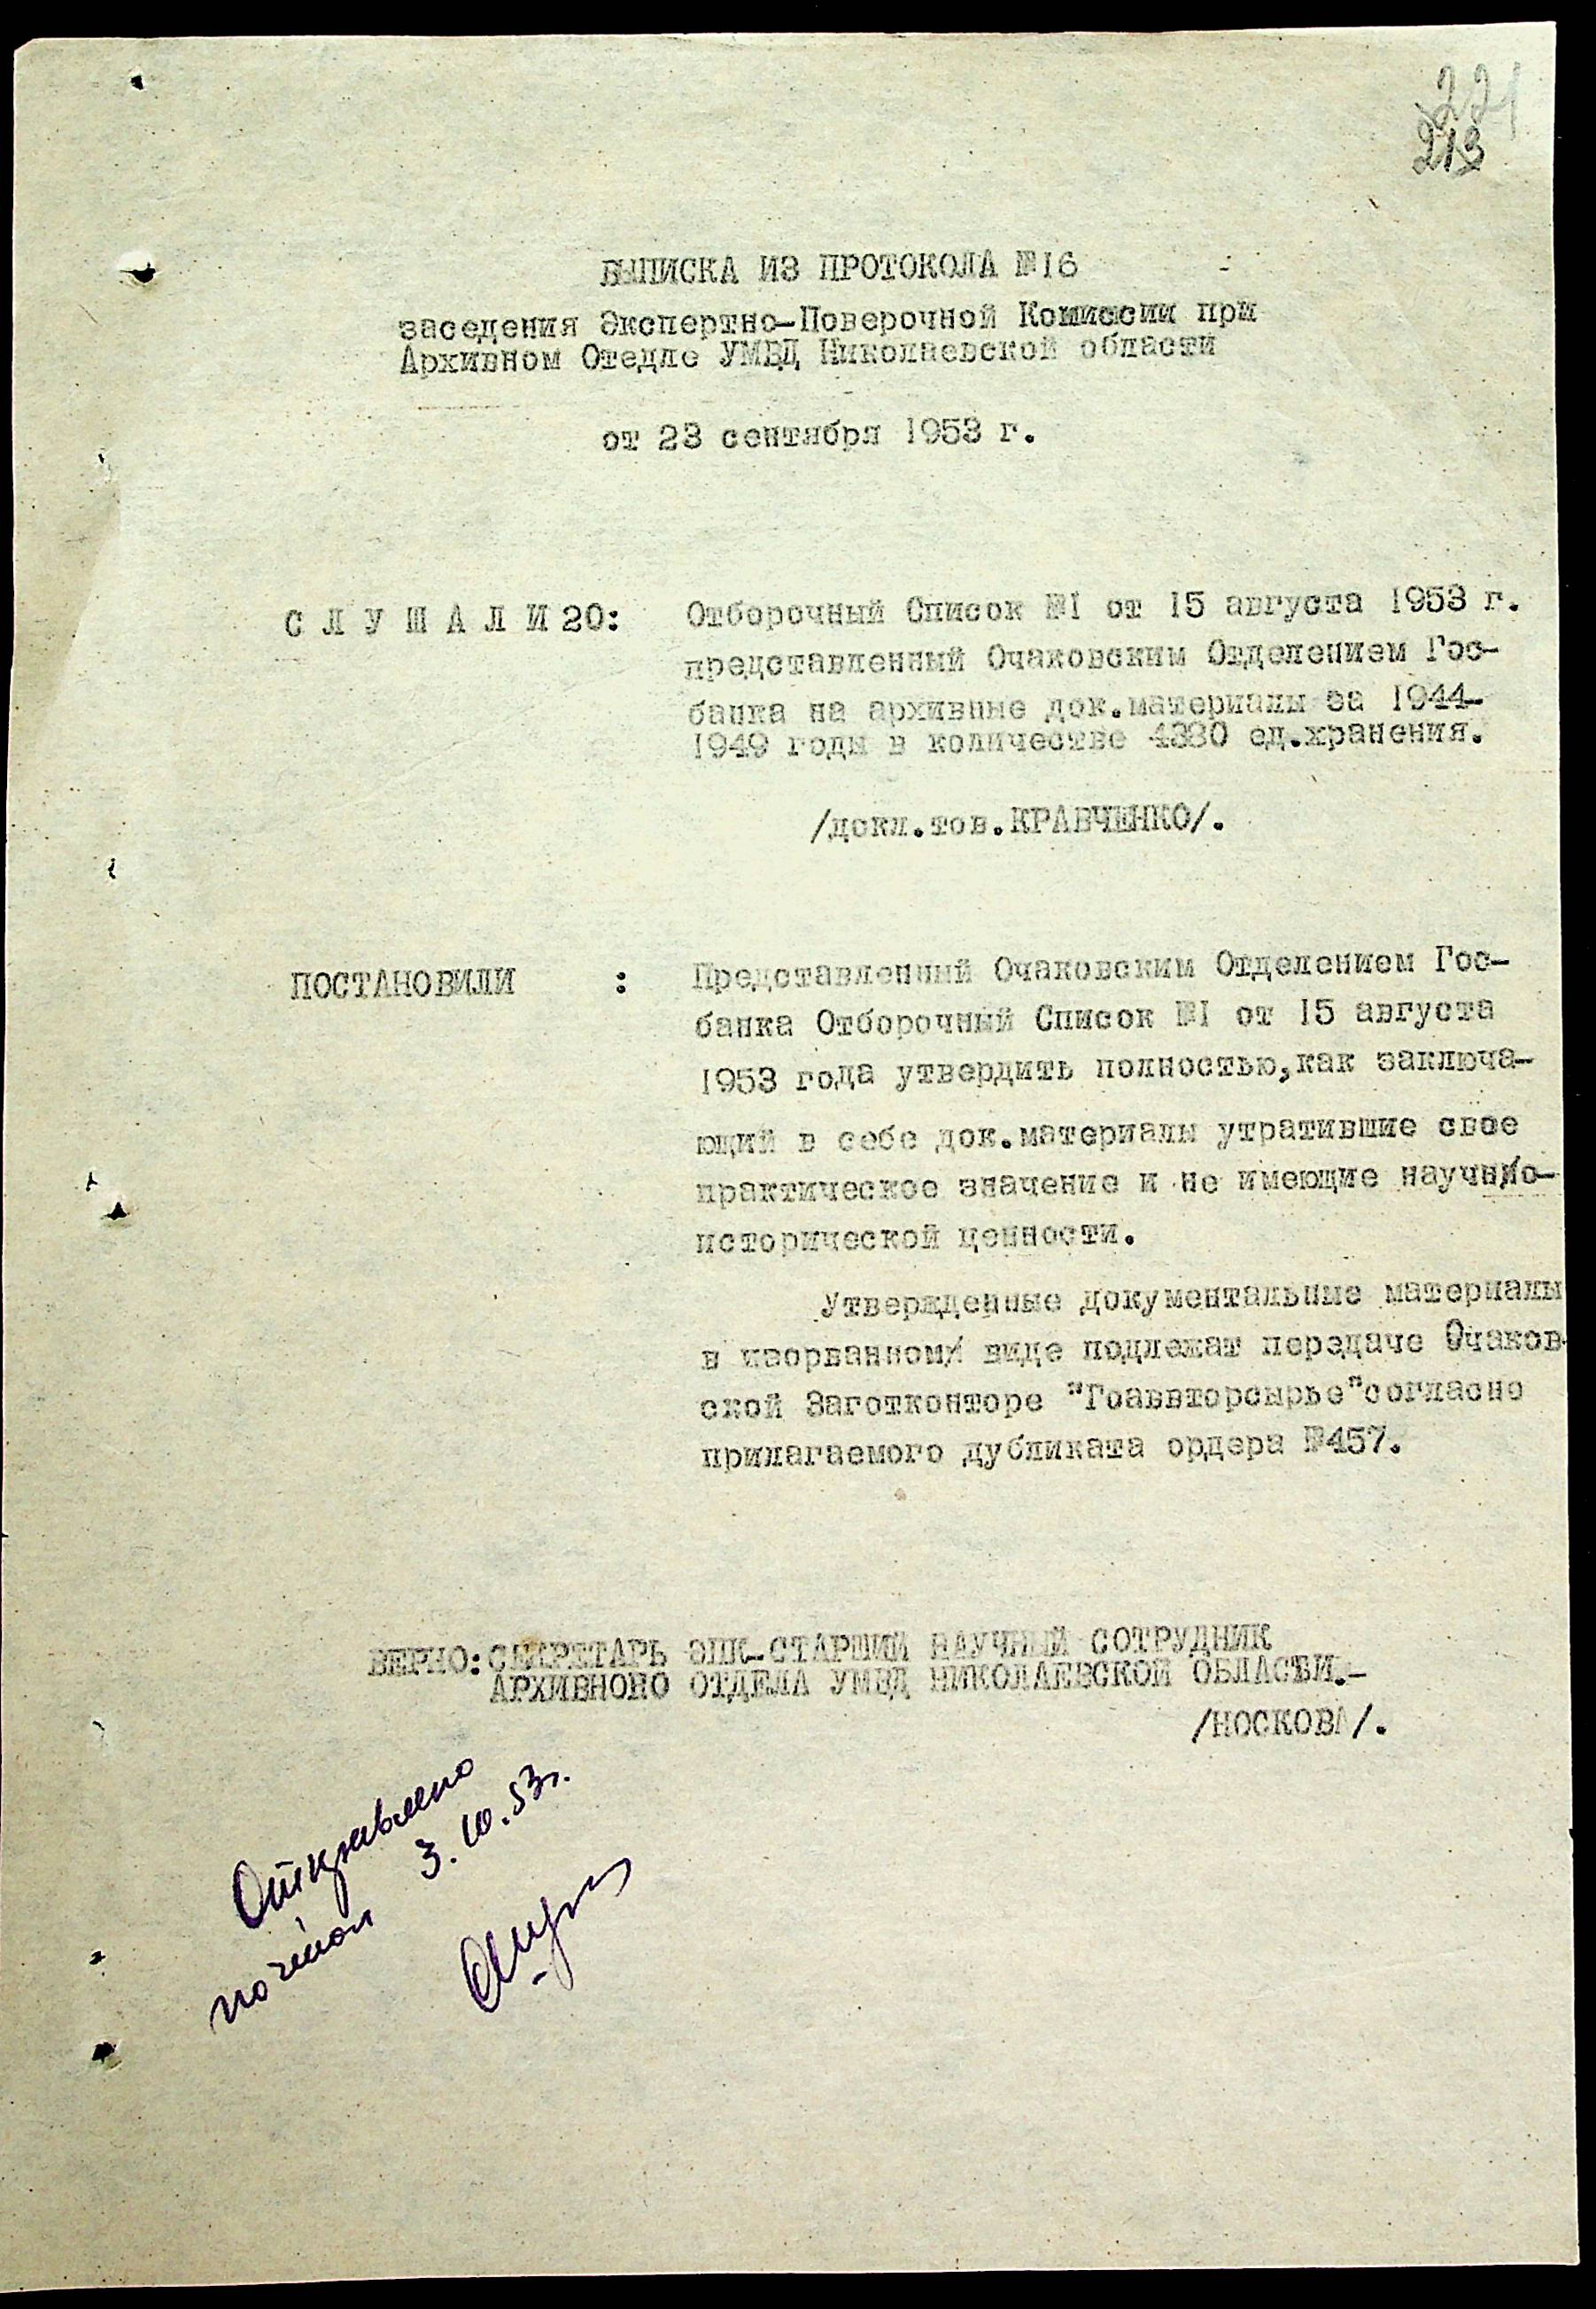 221
213
ВЫПИСКА ИЗ ПРОТОКОЛА №16
заседения Экспертно-Поверочной Комиссии при
Архивном Отедле УМВД Николаевской области
от 23 сентября 1953 г.
С Л У Ш А Л И 20: Отборочный Список №1 от 15 августа 1953 г.
представленный Очаковским Отделением Гос-
банка на архивные док.материалы за 1944-
1949 годы в количестве 4380 ед.хранения.
/докл.тов.КРАВЧЕНКО/.
ПОСТАНОВИЛИ : Представленный Очаковским Отделением Гос-
банка Отборочный Список №1 от 15 августа
1953 года утвердить полностью,как заключа-
ющий в себе док.материалы утратившие свое
практическое значение и не имеющие научно-
исторической ценности.
Утвержденные документальные материалы
в изорванном виде подлежат передаче Очаков-
ской Заготконторе "Гоаввторсырье"согласно
прилагаемого дубликата ордера №457.
ВЕРНО: СЕКРЕТАРЬ ЭПК-СТАРШИЙ НАУЧНЫЙ СОТРУДНИК
АРХИВНОНО ОТДЕЛА УМВД НИКОЛАЕВСКОЙ ОБЛАСТИ.-
/НОСКОВА/.
Отправлено
почтой 3.10.53г.